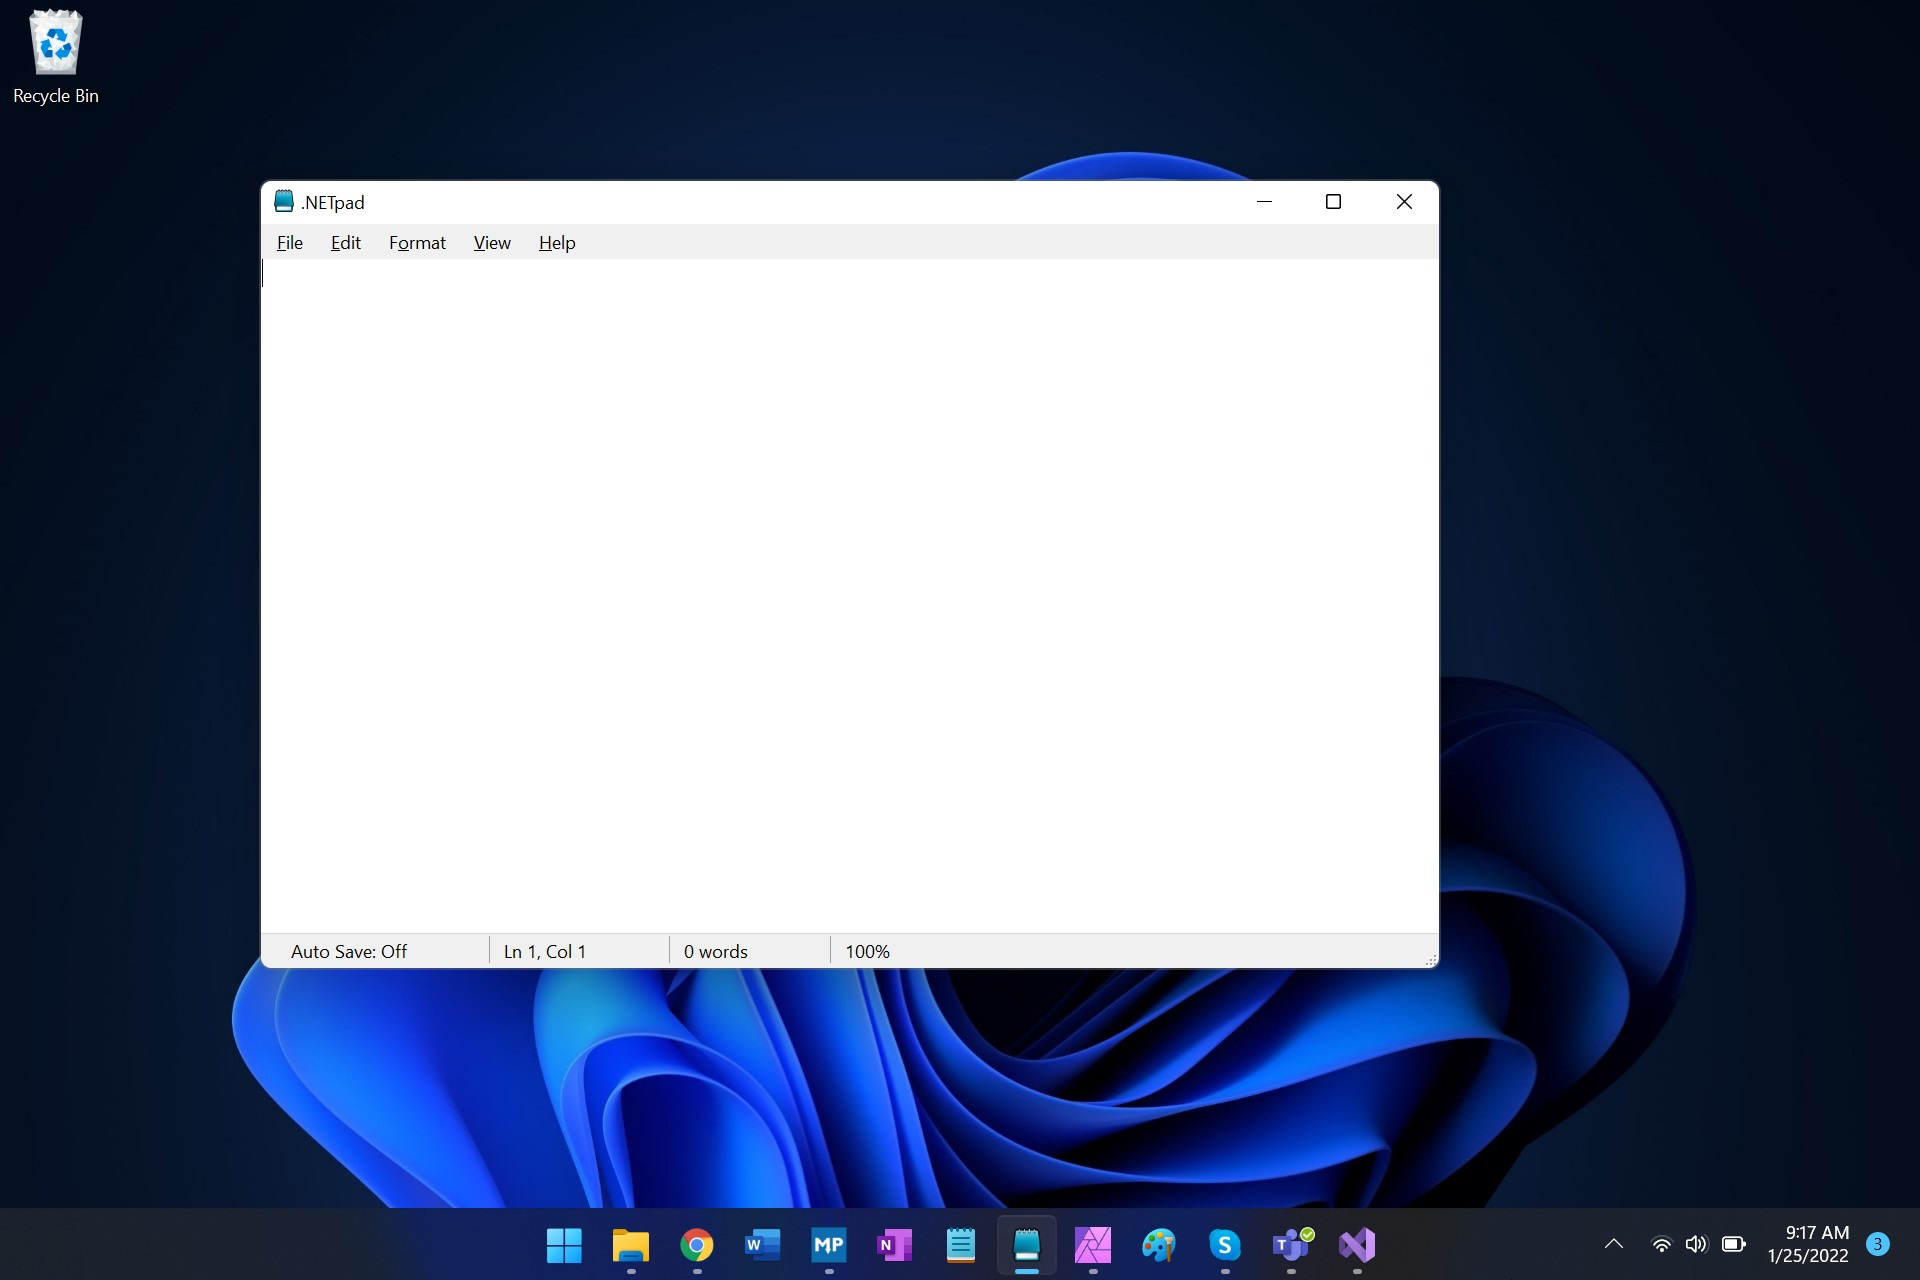 Recycle Bin
.NETpad
File Edit Format View Help
Auto Save: Off Ln 1, Col 1 0 words 100%
W MP N S T
9:17 AM
1/25/2022
3